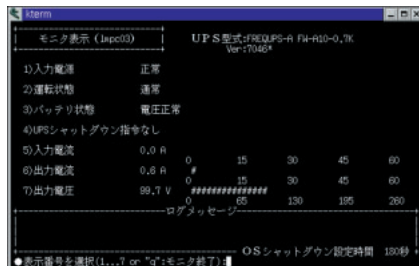 kterm
モニタ表示 (lmpc03)
UPS型式:FREQUPS-A FW-A10-0.7K
Ver:7046*
1)入力電源 正常
2)運転状態 通常
3)バッテリ状態 電圧正常
4)UPSシャットダウン指令なし
5)入力電流 0.0 A
0 15 30 45 60
6)出力電流 0.6 A #
0 15 30 45 60
7)出力電圧 99.7 V ###############
0 65 130 195 260
ログメッセージ
OSシャットダウン設定時間 180秒
●表示番号を選択(1...7 or "q":モニタ終了):